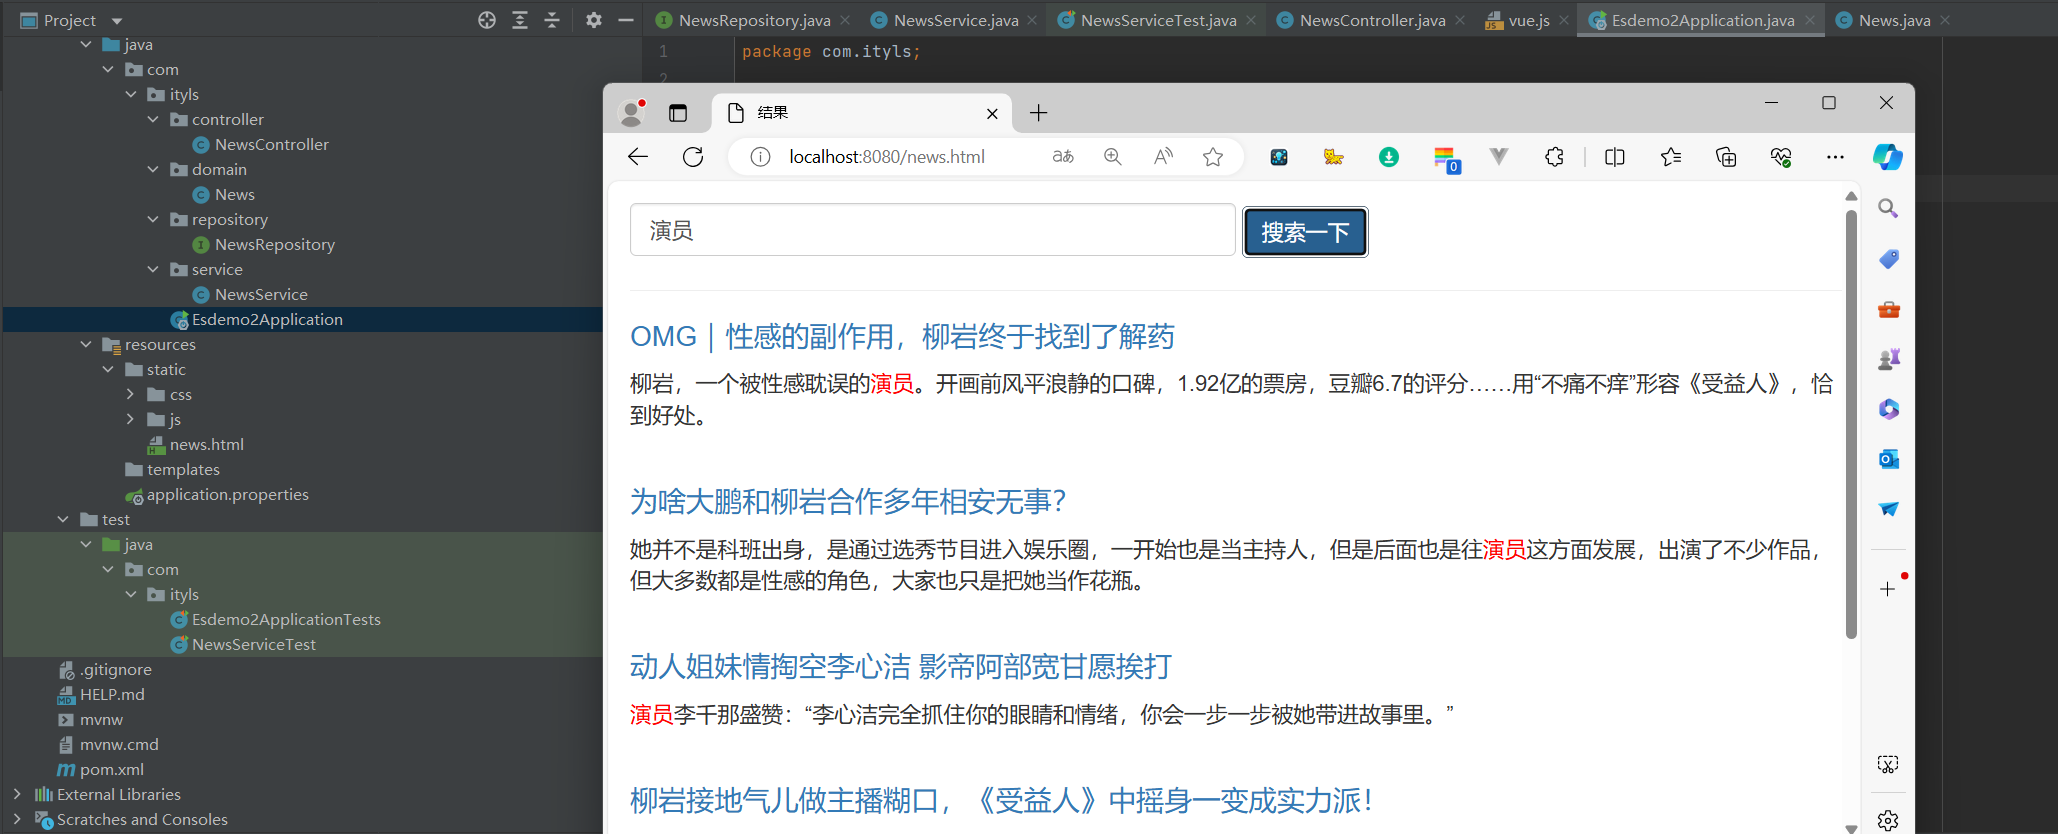 Project
NewsRepository.java
NewsService.java
NewsServiceTest.java
NewsController.java
vue.js
Esdemo2Application.java
News.java
java
com
ityls
controller
NewsController
domain
News
repository
NewsRepository
service
NewsService
Esdemo2Application
resources
static
css
js
news.html
templates
application.properties
test
java
com
ityls
Esdemo2ApplicationTests
NewsServiceTest
.gitignore
HELP.md
mvnw
mvnw.cmd
pom.xml
External Libraries
Scratches and Consoles
1
package com.ityls;
2
结果
localhost:8080/news.html
0
演员
搜索一下
OMG｜性感的副作用，柳岩终于找到了解药
柳岩，一个被性感耽误的演员。开画前风平浪静的口碑，1.92亿的票房，豆瓣6.7的评分……用“不痛不痒”形容《受益人》，恰
到好处。
为啥大鹏和柳岩合作多年相安无事？
她并不是科班出身，是通过选秀节目进入娱乐圈，一开始也是当主持人，但是后面也是往演员这方面发展，出演了不少作品，
但大多数都是性感的角色，大家也只是把她当作花瓶。
动人姐妹情掏空李心洁 影帝阿部宽甘愿挨打
演员李千那盛赞：“李心洁完全抓住你的眼睛和情绪，你会一步一步被她带进故事里。”
柳岩接地气儿做主播糊口，《受益人》中摇身一变成实力派！